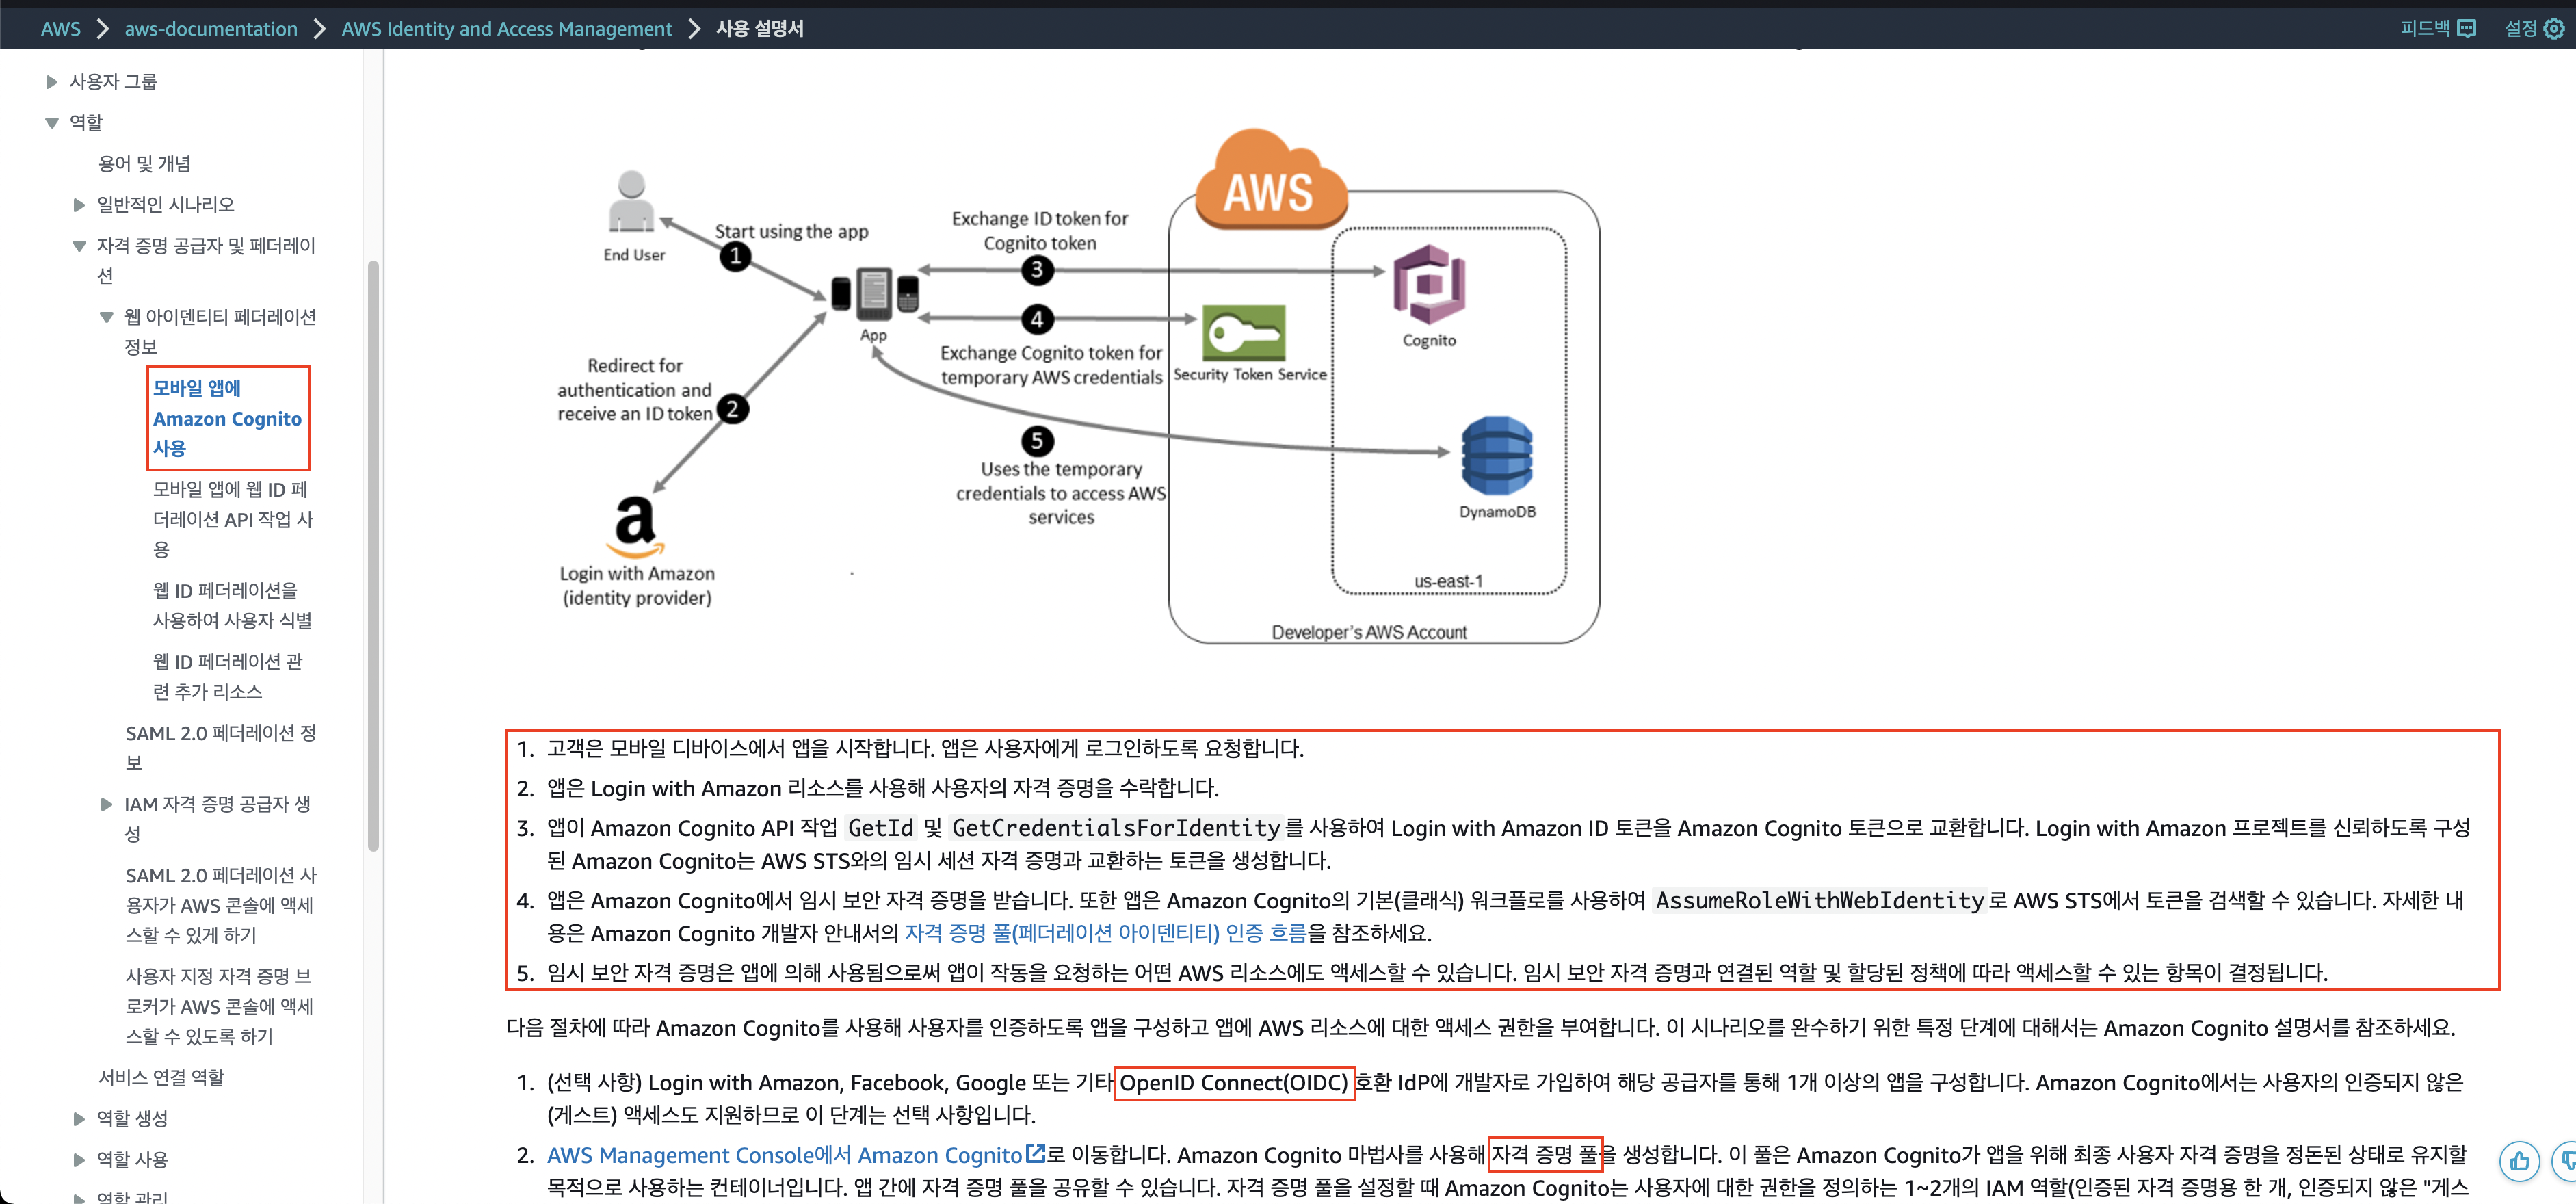 AWS > aws-documentation > AWS Identity and Access Management > 사용 설명서
피드백 설정
사용자 그룹
역할
용어 및 개념
일반적인 시나리오
자격 증명 공급자 및 페더레이
션
웹 아이덴티티 페더레이션
정보
모바일 앱에
Amazon Cognito
사용
모바일 앱에 웹 ID 페
더레이션 API 작업 사
용
웹 ID 페더레이션을
사용하여 사용자 식별
웹 ID 페더레이션 관
련 추가 리소스
SAML 2.0 페더레이션 정
보
IAM 자격 증명 공급자 생
성
SAML 2.0 페더레이션 사
용자가 AWS 콘솔에 액세
스할 수 있게 하기
사용자 지정 자격 증명 브
로커가 AWS 콘솔에 액세
스할 수 있도록 하기
서비스 연결 역할
역할 생성
역할 사용
역할 관리
AWS
End User
Start using the app
1
Exchange ID token for
Cognito token
3
App
4
Exchange Cognito token for
temporary AWS credentials
Security Token Service
Cognito
Redirect for
authentication and
receive an ID token
2
5
Uses the temporary
credentials to access AWS
services
DynamoDB
a
Login with Amazon
(identity provider)
us-east-1
Developer's AWS Account
1. 고객은 모바일 디바이스에서 앱을 시작합니다. 앱은 사용자에게 로그인하도록 요청합니다.
2. 앱은 Login with Amazon 리소스를 사용해 사용자의 자격 증명을 수락합니다.
3. 앱이 Amazon Cognito API 작업 GetId 및 GetCredentialsForIdentity를 사용하여 Login with Amazon ID 토큰을 Amazon Cognito 토큰으로 교환합니다. Login with Amazon 프로젝트를 신뢰하도록 구성
된 Amazon Cognito는 AWS STS와의 임시 세션 자격 증명과 교환하는 토큰을 생성합니다.
4. 앱은 Amazon Cognito에서 임시 보안 자격 증명을 받습니다. 또한 앱은 Amazon Cognito의 기본(클래식) 워크플로를 사용하여 AssumeRoleWithWebIdentity로 AWS STS에서 토큰을 검색할 수 있습니다. 자세한 내
용은 Amazon Cognito 개발자 안내서의 자격 증명 풀(페더레이션 아이덴티티) 인증 흐름을 참조하세요.
5. 임시 보안 자격 증명은 앱에 의해 사용됨으로써 앱이 작동을 요청하는 어떤 AWS 리소스에도 액세스할 수 있습니다. 임시 보안 자격 증명과 연결된 역할 및 할당된 정책에 따라 액세스할 수 있는 항목이 결정됩니다.
다음 절차에 따라 Amazon Cognito를 사용해 사용자를 인증하도록 앱을 구성하고 앱에 AWS 리소스에 대한 액세스 권한을 부여합니다. 이 시나리오를 완수하기 위한 특정 단계에 대해서는 Amazon Cognito 설명서를 참조하세요.
1. (선택 사항) Login with Amazon, Facebook, Google 또는 기타 OpenID Connect(OIDC) 호환 IdP에 개발자로 가입하여 해당 공급자를 통해 1개 이상의 앱을 구성합니다. Amazon Cognito에서는 사용자의 인증되지 않은
(게스트) 액세스도 지원하므로 이 단계는 선택 사항입니다.
2. AWS Management Console에서 Amazon Cognito로 이동합니다. Amazon Cognito 마법사를 사용해 자격 증명 풀을 생성합니다. 이 풀은 Amazon Cognito가 앱을 위해 최종 사용자 자격 증명을 정돈된 상태로 유지할
목적으로 사용하는 컨테이너입니다. 앱 간에 자격 증명 풀을 공유할 수 있습니다. 자격 증명 풀을 설정할 때 Amazon Cognito는 사용자에 대한 권한을 정의하는 1~2개의 IAM 역할(인증된 자격 증명용 한 개, 인증되지 않은 "게스